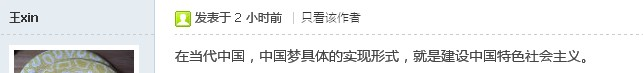 王xin
发表于 2 小时前 | 只看该作者
在当代中国，中国梦具体的实现形式，就是建设中国特色社会主义。